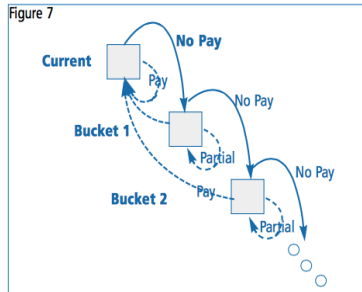 Figure 7
No Pay
Current
Pay
No Pay
Bucket 1
Partial
No Pay
Pay
Bucket 2
Partial